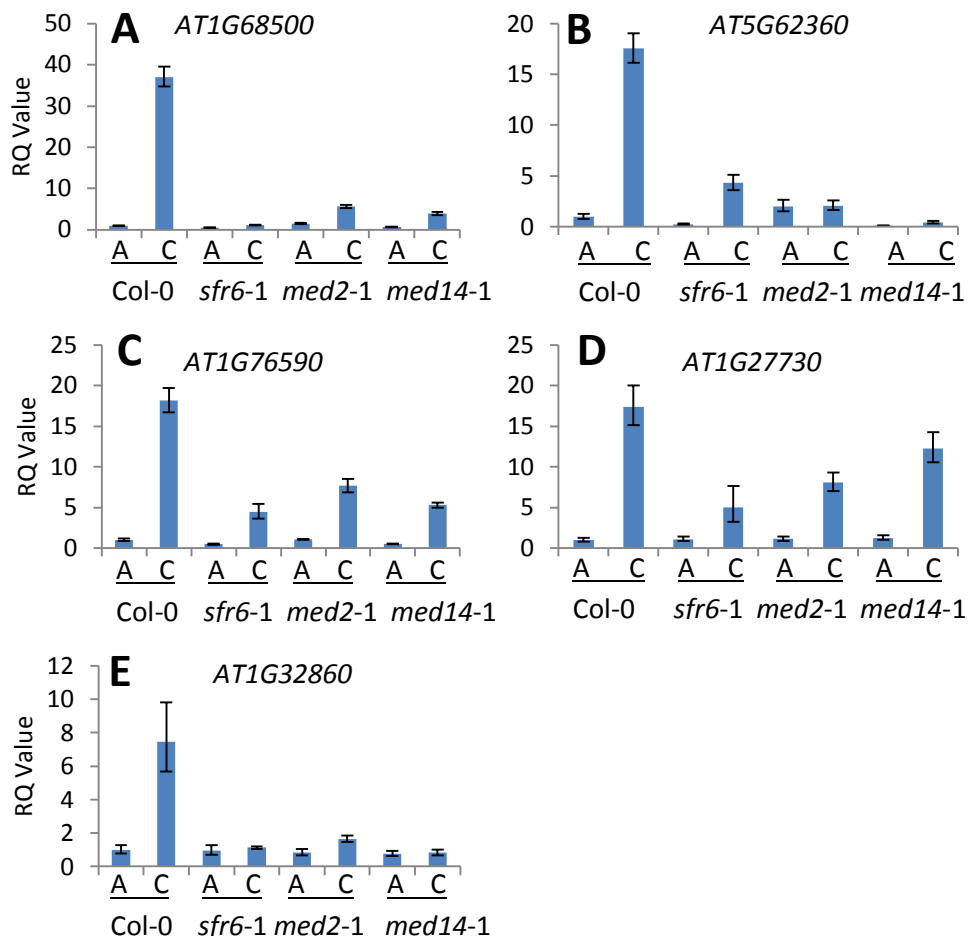 A AT1G68500
50
40
30
20
10
0
RQ Value
A C A C A C A C
Col-0 sfr6-1 med2-1 med14-1
B AT5G62360
20
15
10
5
0
A C A C A C A C
Col-0 sfr6-1 med2-1 med14-1
C AT1G76590
25
20
15
10
5
0
RQ Value
A C A C A C A C
Col-0 sfr6-1 med2-1 med14-1
D AT1G27730
25
20
15
10
5
0
A C A C A C A C
Col-0 sfr6-1 med2-1 med14-1
E AT1G32860
12
10
8
6
4
2
0
RQ Value
A C A C A C A C
Col-0 sfr6-1 med2-1 med14-1